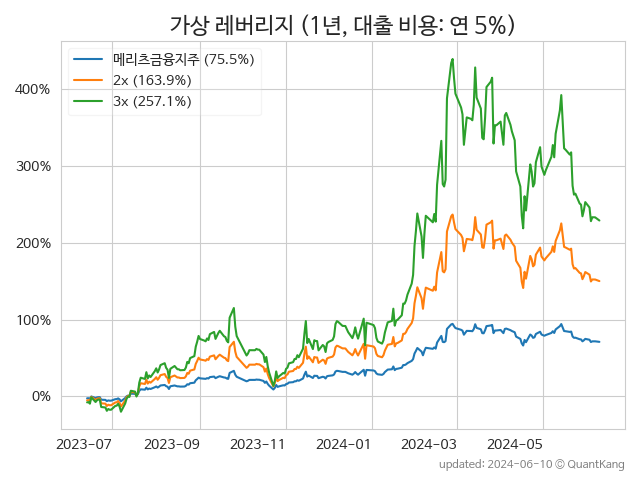 가상 레버리지 (1년, 대출 비용: 연 5%)
메리츠금융지주 (75.5%)
2x (163.9%)
3x (257.1%)
400%
300%
200%
100%
0%
2023-07 2023-09 2023-11 2024-01 2024-03 2024-05
updated: 2024-06-10 © QuantKang